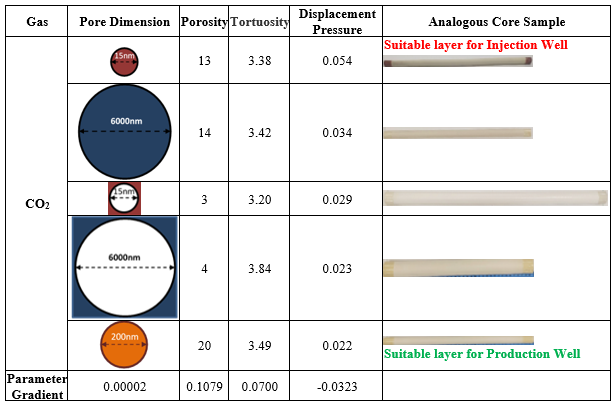 Gas Pore Dimension Porosity Tortuosity Displacement Pressure Analogous Core Sample
CO₂
15nm 13 3.38 0.054 Suitable layer for Injection Well
6000nm 14 3.42 0.034
15nm 3 3.20 0.029
6000nm 4 3.84 0.023
200nm 20 3.49 0.022 Suitable layer for Production Well
Parameter Gradient 0.00002 0.1079 0.0700 -0.0323